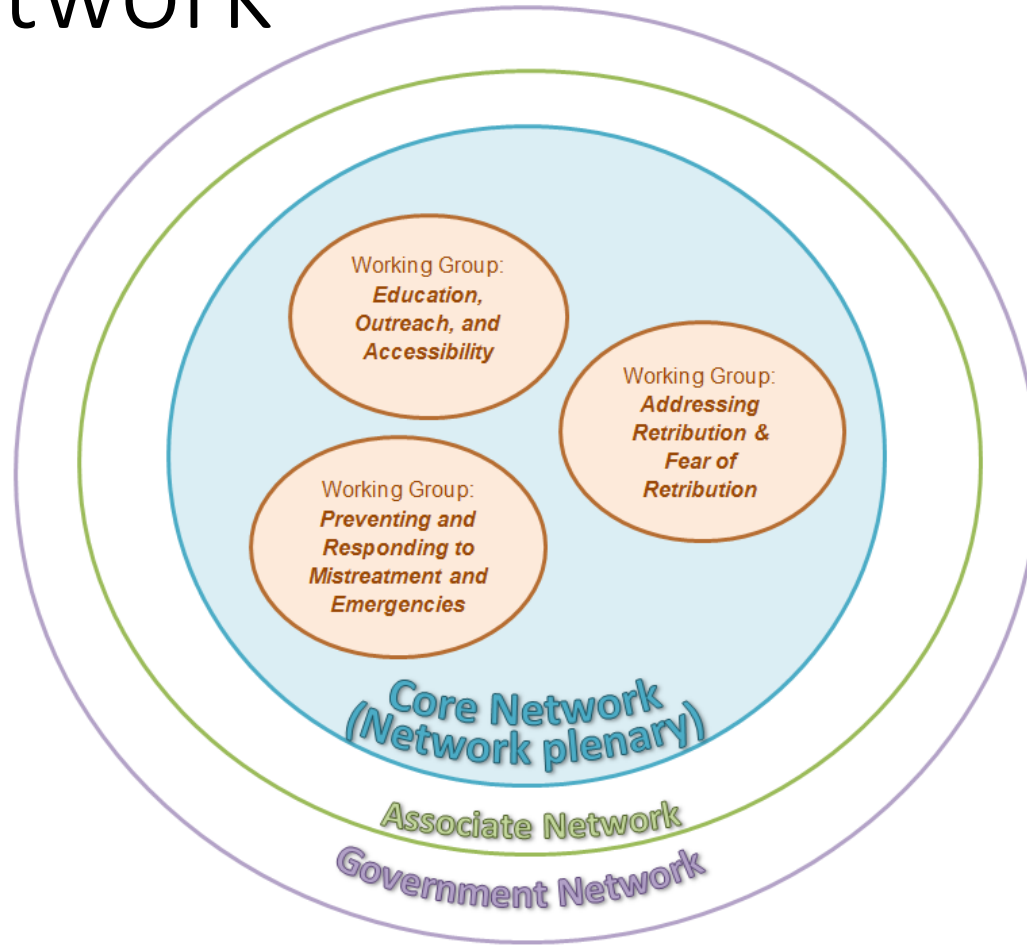 twork
Working Group:
Education,
Outreach, and
Accessibility
Working Group:
Addressing
Retribution &
Fear of
Retribution
Working Group:
Preventing and
Responding to
Mistreatment and
Emergencies
Core Network
(Network plenary)
Associate Network
Government Network